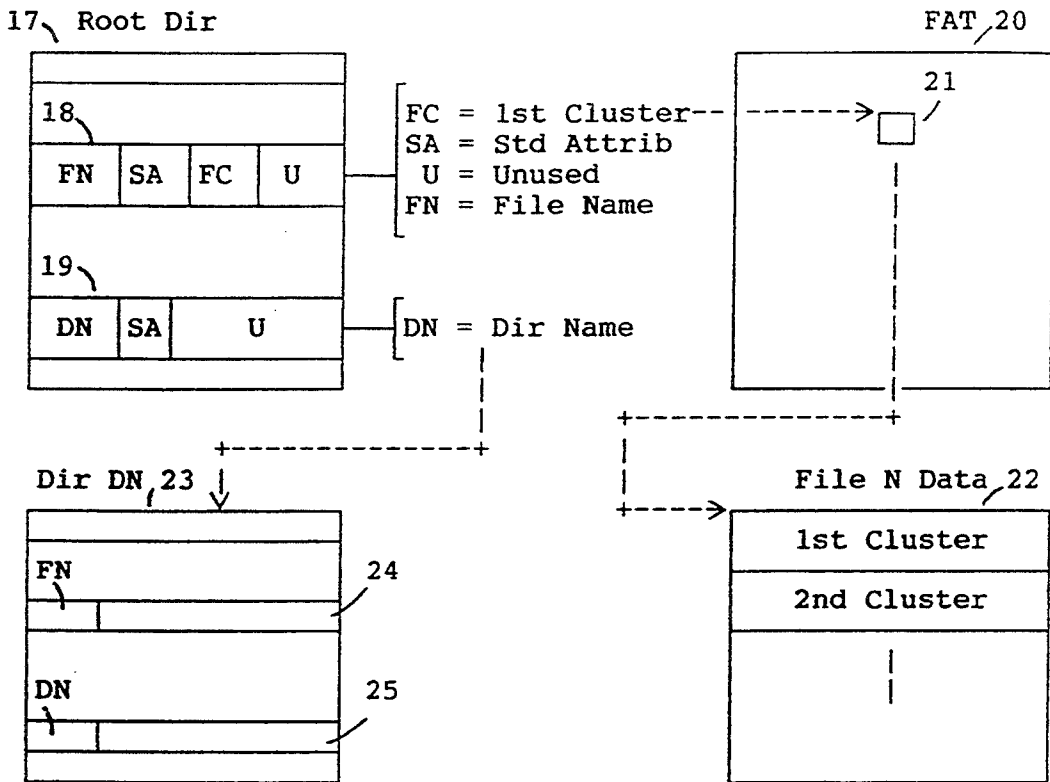 17 Root Dir
FAT 20
18
21
FC = 1st Cluster
SA = Std Attrib
U = Unused
FN = File Name
FN SA FC U
19
DN SA U
DN = Dir Name
Dir DN 23
File N Data 22
1st Cluster
FN
24
2nd Cluster
DN
25